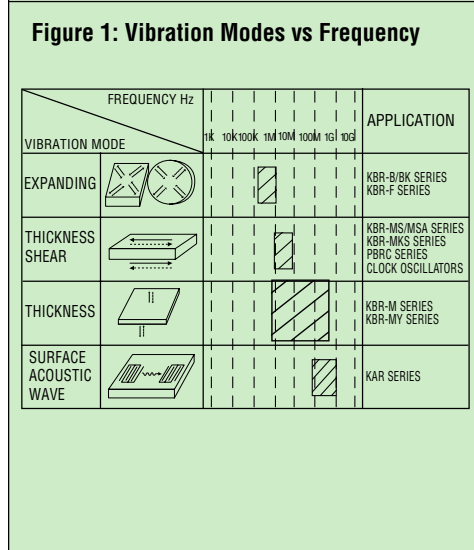 Figure 1: Vibration Modes vs Frequency
FREQUENCY Hz
VIBRATION MODE
1K 10K 100K 1M 10M 100M 1G 10G
APPLICATION
EXPANDING
KBR-B/BK SERIES
KBR-F SERIES
THICKNESS
SHEAR
KBR-MS/MSA SERIES
KBR-MKS SERIES
PBRC SERIES
CLOCK OSCILLATORS
THICKNESS
KBR-M SERIES
KBR-MY SERIES
SURFACE
ACOUSTIC
WAVE
KAR SERIES